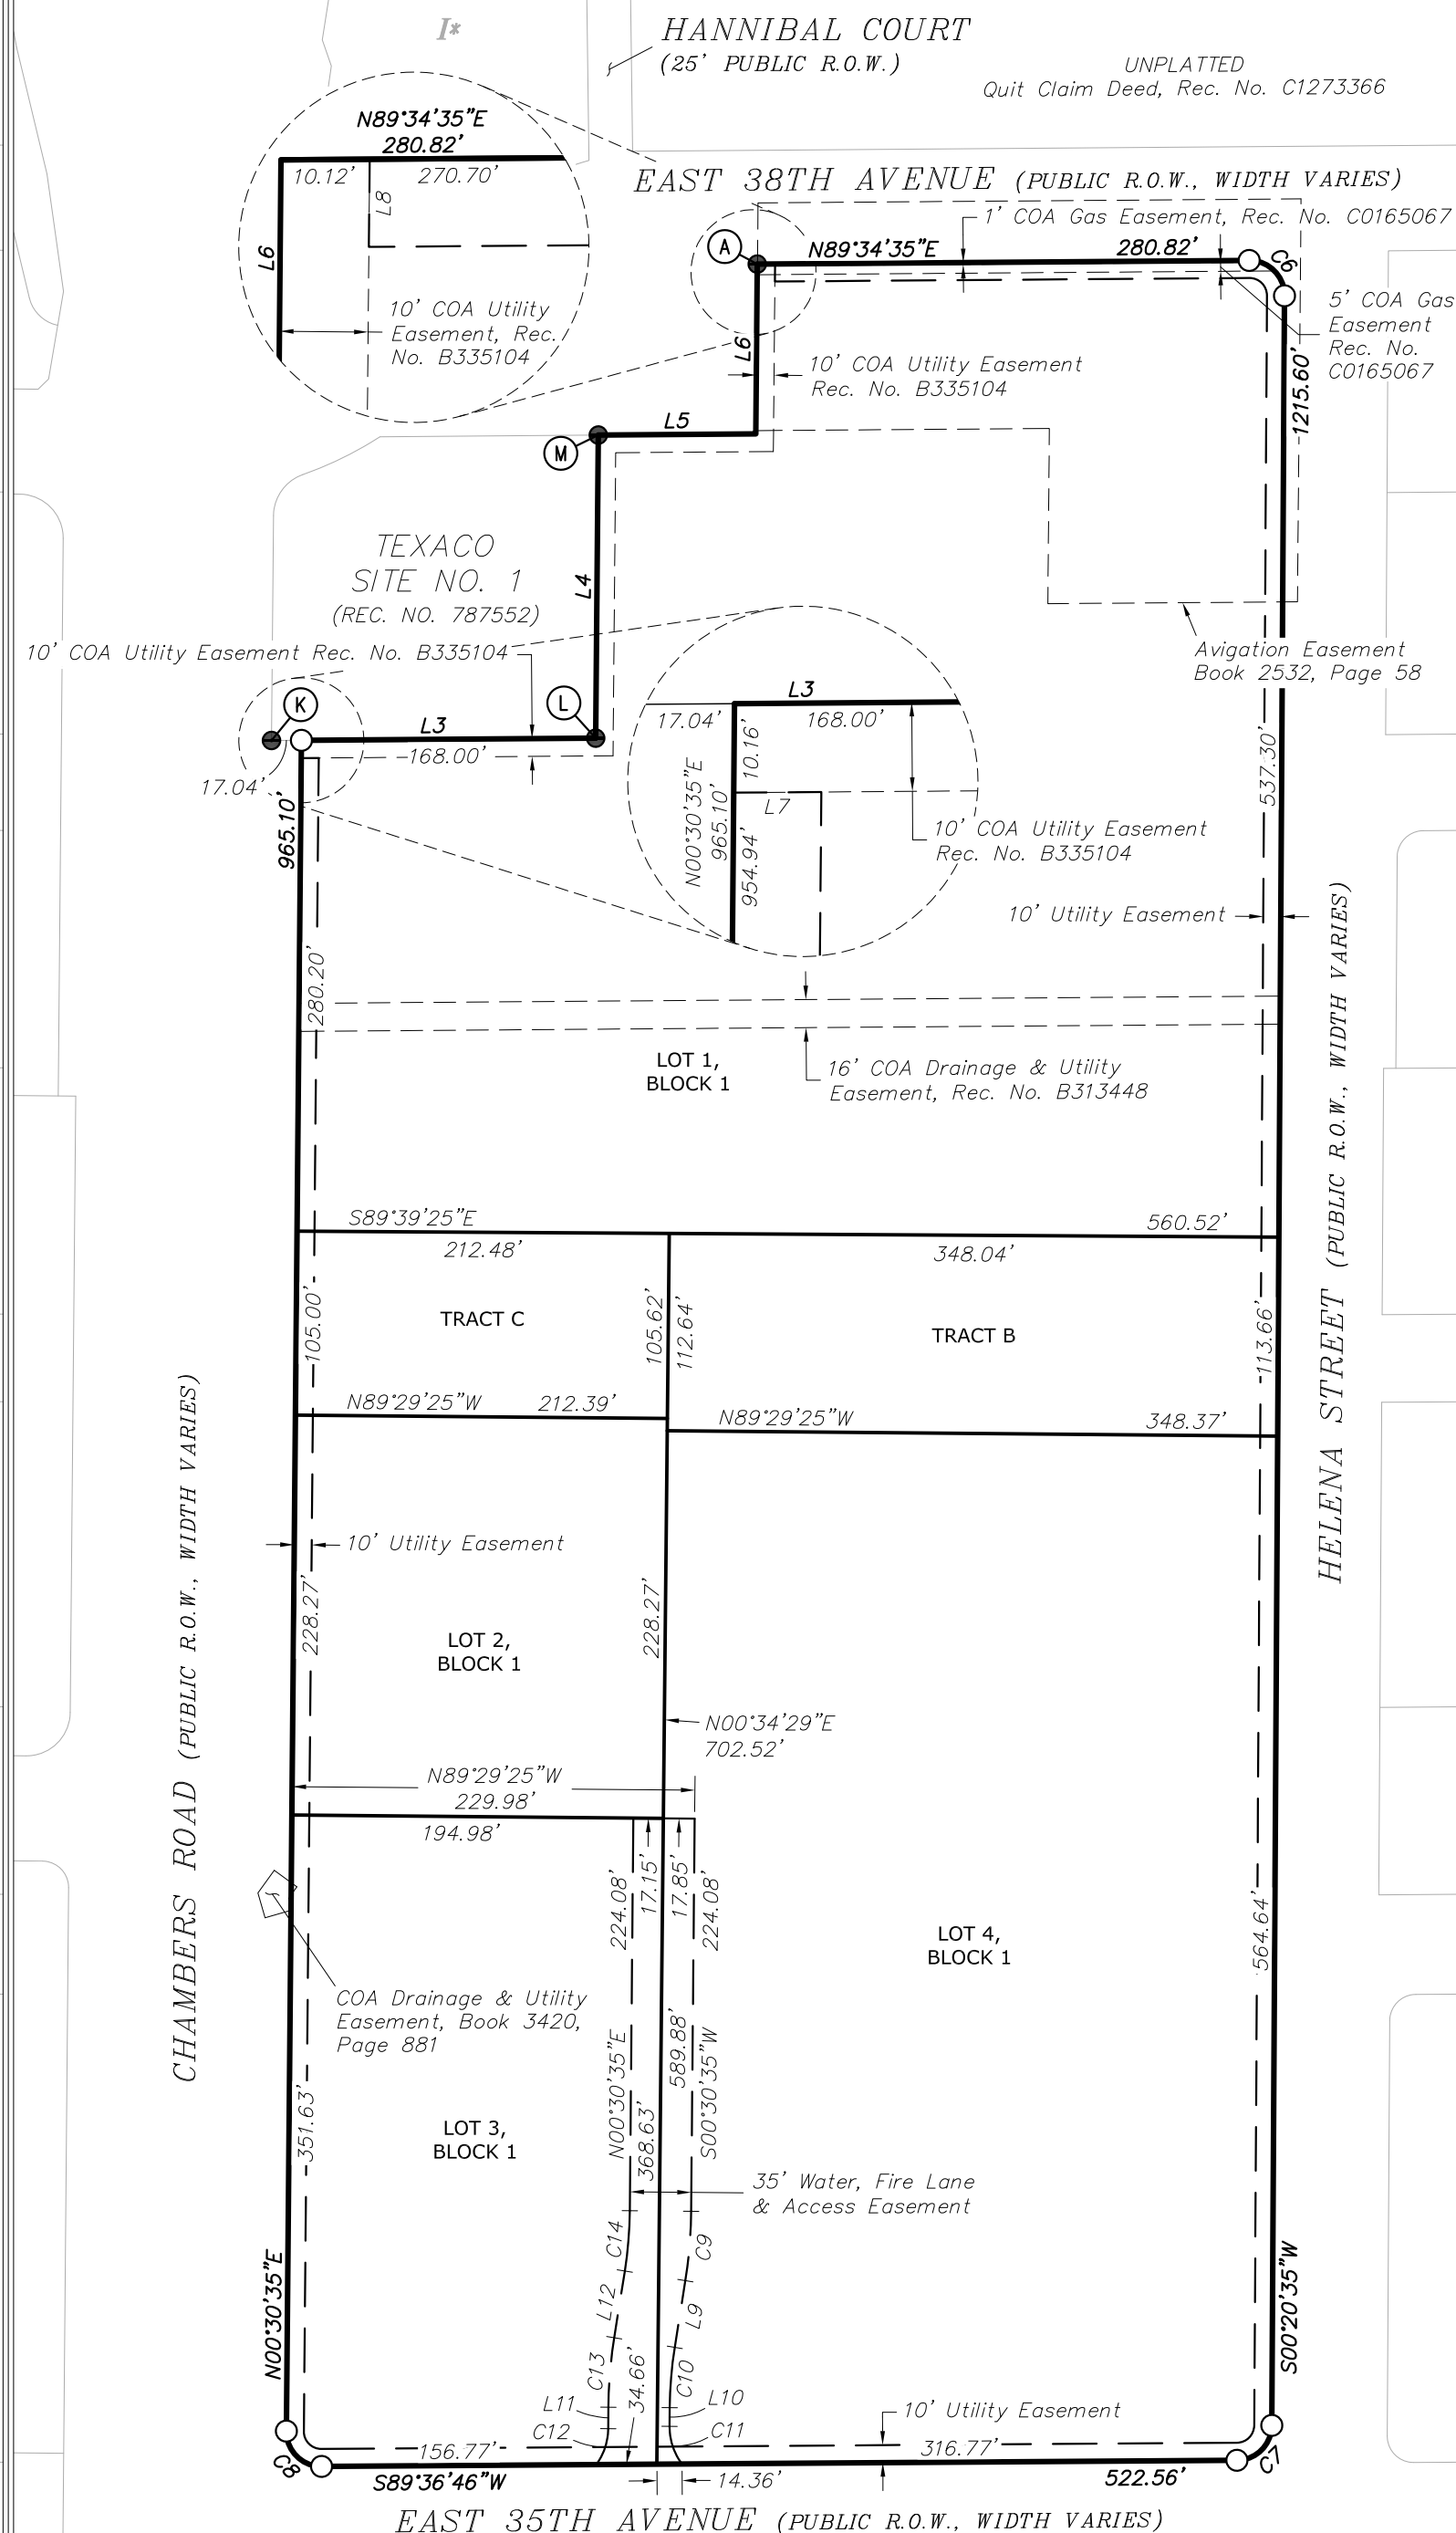 I*
HANNIBAL COURT
(25' PUBLIC R.O.W.)
UNPLATTED
Quit Claim Deed, Rec. No. C1273366
N89°34'35"E
280.82'
10.12'
270.70'
L8
L6
10' COA Utility
Easement, Rec.
No. B335104
EAST 38TH AVENUE (PUBLIC R.O.W., WIDTH VARIES)
1' COA Gas Easement, Rec. No. C0165067
A
N89°34'35"E
280.82'
C6
5' COA Gas
Easement
Rec. No.
C0165067
L6
10' COA Utility Easement
Rec. No. B335104
1215.60'
L5
M
TEXACO
SITE NO. 1
(REC. NO. 787552)
L4
10' COA Utility Easement Rec. No. B335104
Avigation Easement
Book 2532, Page 58
K
L
L3
168.00'
17.04'
965.10'
L3
17.04'
168.00'
10.16'
N00°30'35"E
965.10'
L7
954.94'
10' COA Utility Easement
Rec. No. B335104
537.30'
10' Utility Easement
280.20'
LOT 1,
BLOCK 1
16' COA Drainage & Utility
Easement, Rec. No. B313448
HELENA STREET (PUBLIC R.O.W., WIDTH VARIES)
S89°39'25"E
560.52'
212.48'
348.04'
105.00'
TRACT C
105.62'
112.64'
TRACT B
113.66'
N89°29'25"W
212.39'
N89°29'25"W
348.37'
CHAMBERS ROAD (PUBLIC R.O.W., WIDTH VARIES)
10' Utility Easement
228.27'
LOT 2,
BLOCK 1
228.27'
N00°34'29"E
702.52'
N89°29'25"W
229.98'
194.98'
224.08'
17.15'
17.85'
224.08'
LOT 4,
BLOCK 1
564.64'
COA Drainage & Utility
Easement, Book 3420,
Page 881
N00°30'35"E
589.88'
S00°30'35"W
351.63'
LOT 3,
BLOCK 1
368.63'
35' Water, Fire Lane
& Access Easement
C14
C9
N00°30'35"E
L12
L9
S00°20'35"W
C13
34.66'
C10
L11
L10
C12
C11
10' Utility Easement
156.77'
316.77'
C8
C7
S89°36'46"W
14.36'
522.56'
EAST 35TH AVENUE (PUBLIC R.O.W., WIDTH VARIES)